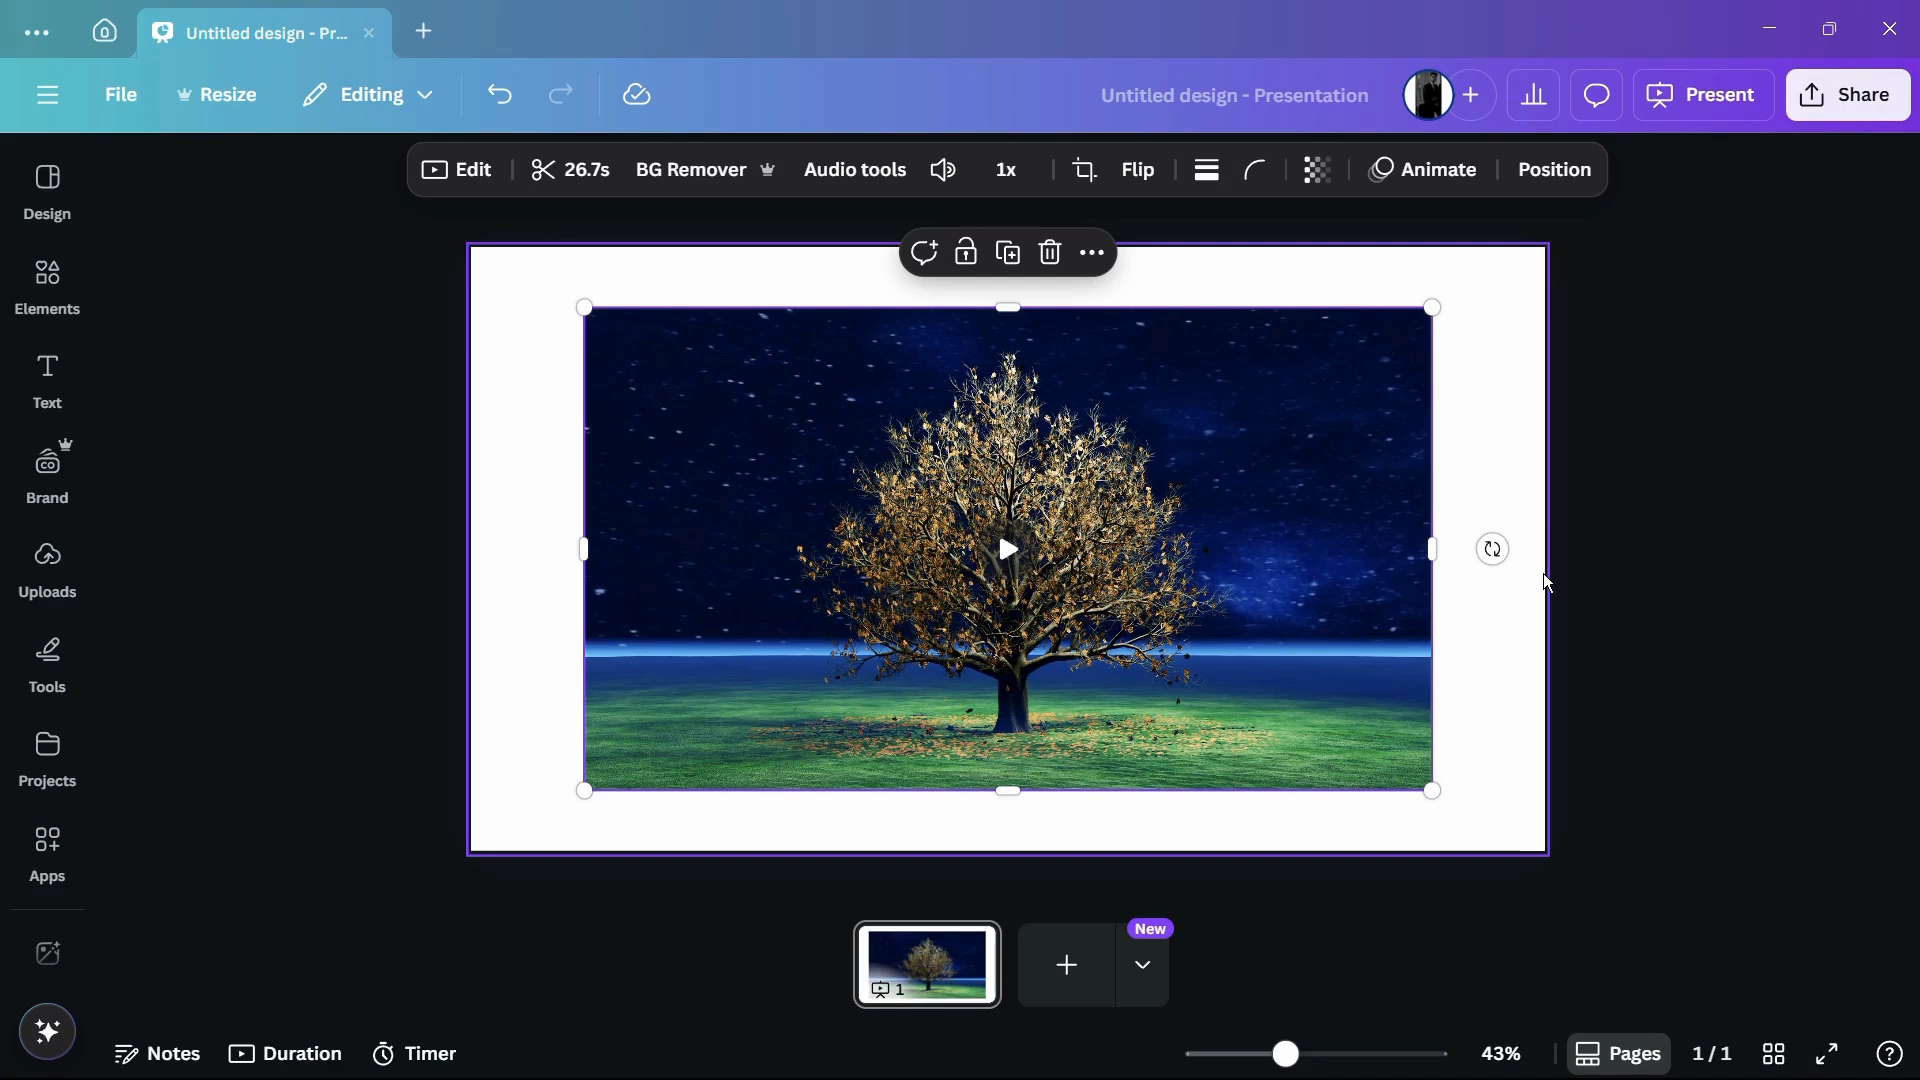 Untitled design - Pr...
File
Resize
Editing
Untitled design - Presentation
Present
Share
Edit
26.7s
BG Remover
Audio tools
1x
Flip
Animate
Position
Design
Elements
Text
Brand
CO
Uploads
Tools
Projects
Apps
1
New
Notes
Duration
Timer
43%
Pages
1 / 1